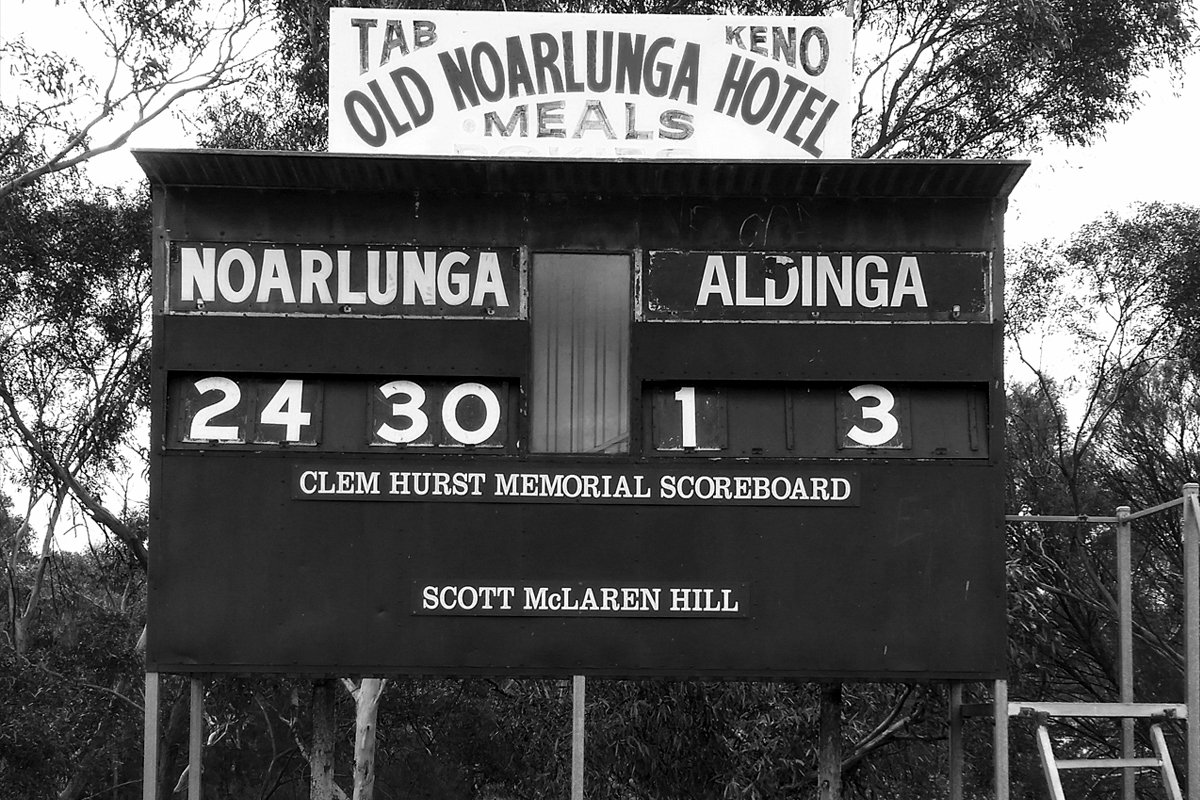 TAB KENO
OLD NOARLUNGA HOTEL
MEALS
NOARLUNGA ALDINGA
24 30 1 3
CLEM HURST MEMORIAL SCOREBOARD
SCOTT McLAREN HILL